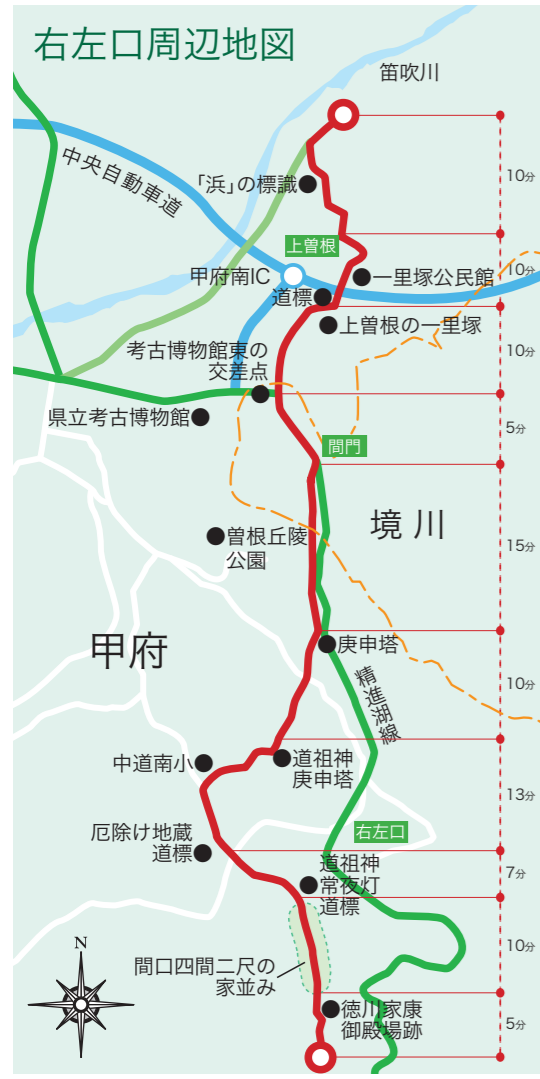 右左口周辺地図
笛吹川
10分
中央自動車道
「浜」の標識
上曽根
甲府南IC
一里塚公民館
10分
道標
上曽根の一里塚
考古博物館東の
交差点
10分
県立考古博物館
間門
5分
境川
曽根丘陵
公園
15分
甲府
庚申塔
精進湖線
10分
中道南小
道祖神
庚申塔
13分
厄除け地蔵
道標
右左口
道祖神
常夜灯
道標
7分
間口四間二尺の
家並み
10分
N
徳川家康
御殿場跡
5分